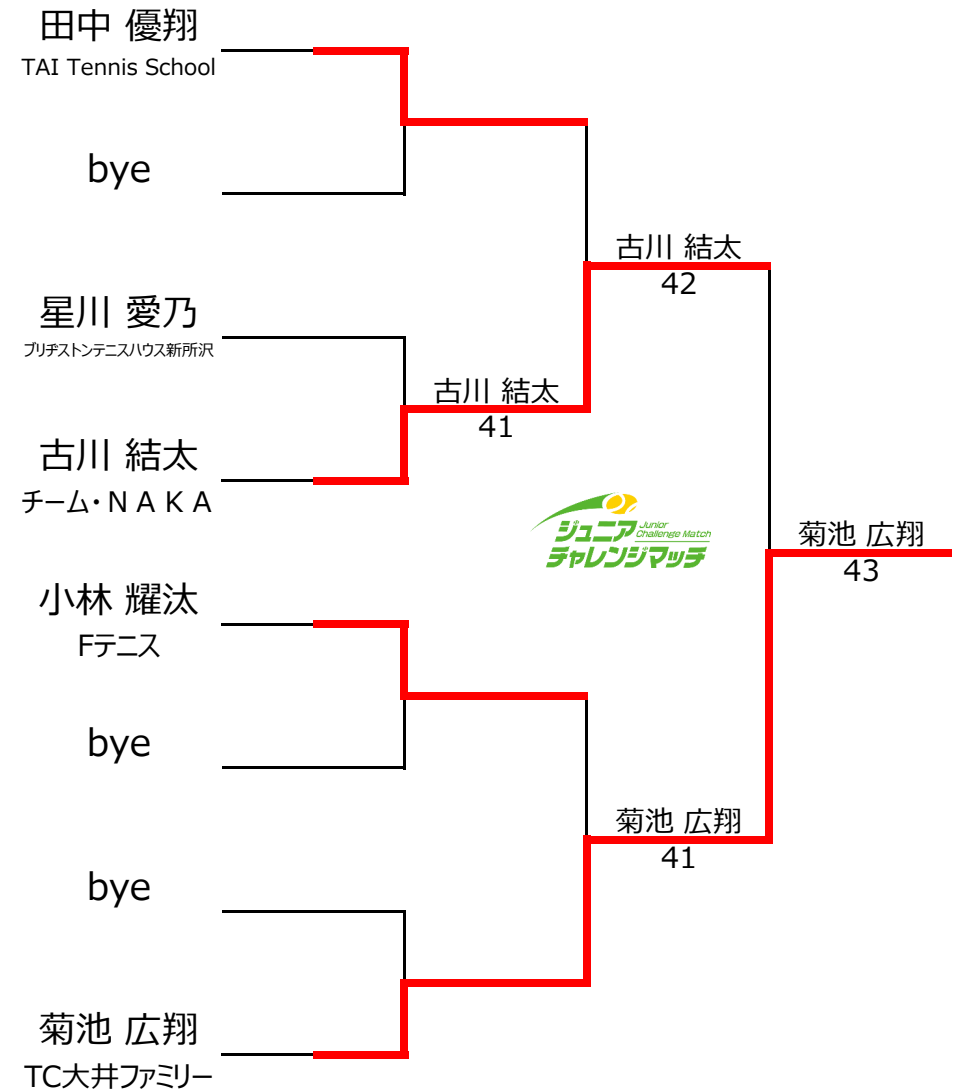 田中 優翔
TAI Tennis School
bye
星川 愛乃
ブリヂストンテニスハウス新所沢
古川 結太
チーム・ＮＡＫＡ
小林 耀汰
Fテニス
bye
bye
菊池 広翔
TC大井ファミリー
古川 結太
41
古川 結太
42
菊池 広翔
41
菊池 広翔
43
ジュニア Junior Challenge Match
チャレンジマッチ